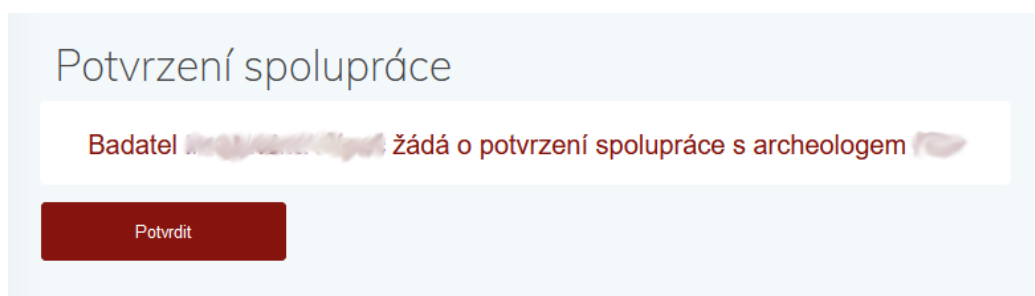 Potvrzení spolupráce
Badatel žádá o potvrzení spolupráce s archeologem
Potvrdit